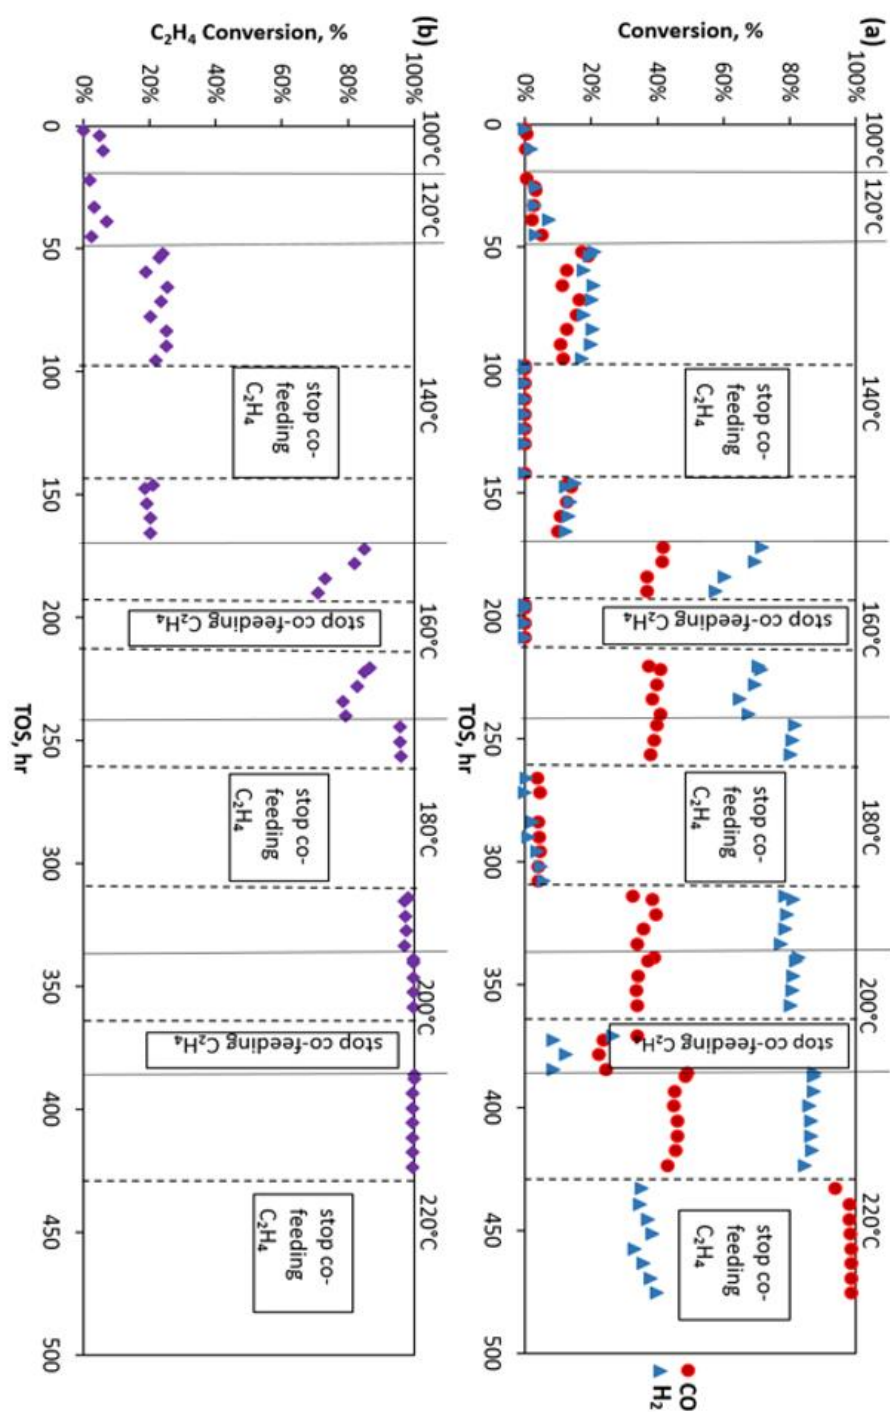 (a)
Conversion, %
100%
80%
60%
40%
20%
0%
100°C
120°C
140°C
160°C
180°C
200°C
220°C
stop co-
feeding
C₂H₄
stop co-feeding C₂H₄
stop co-
feeding
C₂H₄
stop co-feeding C₂H₄
stop co-
feeding
C₂H₄
0
50
100
150
200
250
300
350
400
450
500
TOS, hr
CO
H₂
(b)
C₂H₄ Conversion, %
100%
80%
60%
40%
20%
0%
100°C
120°C
140°C
160°C
180°C
200°C
220°C
stop co-
feeding
C₂H₄
stop co-feeding C₂H₄
stop co-
feeding
C₂H₄
stop co-feeding C₂H₄
stop co-
feeding
C₂H₄
0
50
100
150
200
250
300
350
400
450
500
TOS, hr